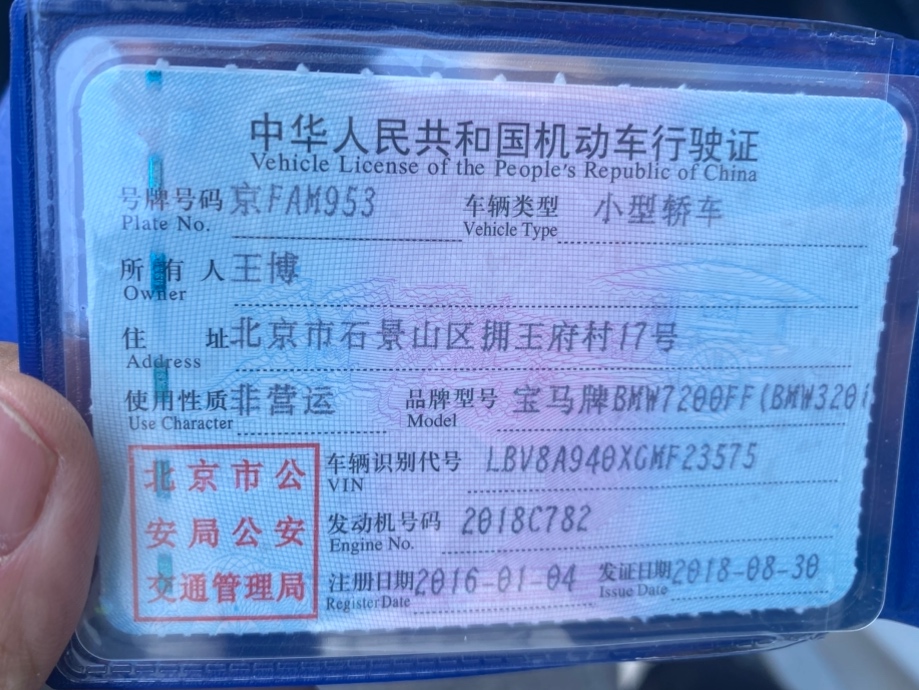 中华人民共和国机动车行驶证
Vehicle License of the People's Republic of China
号牌号码 京FAM953 车辆类型 小型轿车
Plate No. Vehicle Type
所有人 王博
Owner
住址 北京市石景山区拥王府村17号
Address
使用性质 非营运 品牌型号 宝马牌BMW7200FF(BMW320i
Use Character Model
北京市公
安局公安
交通管理局
车辆识别代号 LBV8A940XGMF23575
VIN
发动机号码 2018C782
Engine No.
注册日期 2016-01-04 发证日期 2018-08-30
Register Date Issue Date